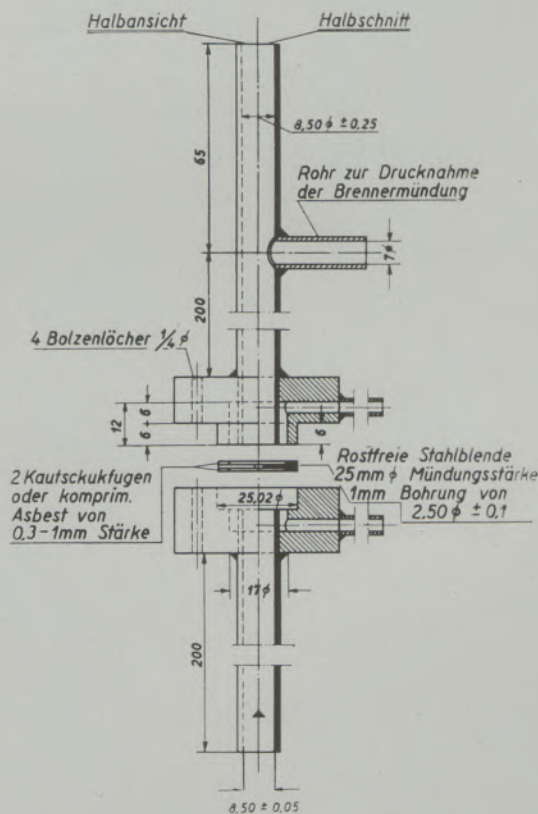 Halbansicht
Halbschnitt
8,50 ϕ ± 0,25
65
Rohr zur Drucknahme
der Brennermündung
7ϕ
200
4 Bolzenlöcher 1/4 ϕ
12
6
6
6
2 Kautschukfugen
oder komprim.
Asbest von
0,3-1mm Stärke
Rostfreie Stahlblende
25mm ϕ Mündungsstärke
1mm Bohrung von
2,50 ϕ ± 0,1
25,02 ϕ
17 ϕ
200
8,50 ± 0,05